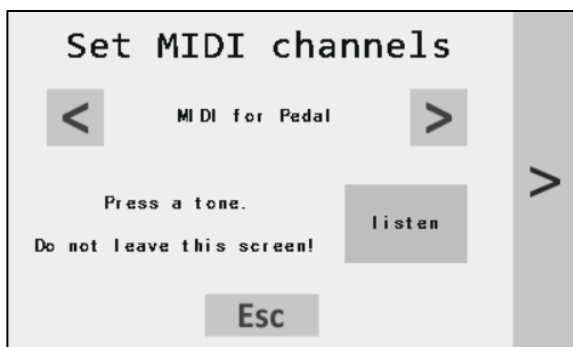 Set MIDI channels
< MIDI for Pedal >
>
Press a tone.
listen
Do not leave this screen!
Esc